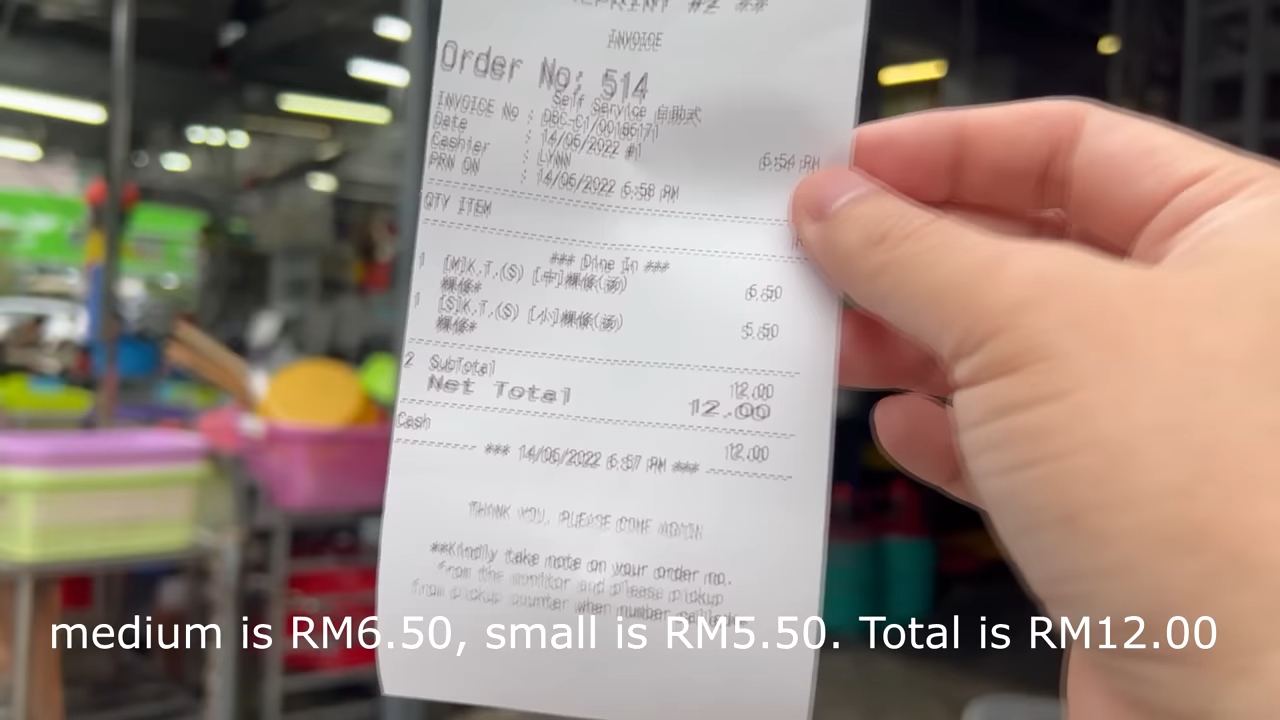 REPRINT #2 **
INVOICE
Order No: 514
Self Service 自助式
INVOICE No : DBC-C1/0018617
Date : 14/06/2022 #1 6:54 PM
Cashier : LYNN
PRN ON : 14/06/2022 6:58 PM
QTY ITEM
### Dine In ###
1 [M]K.T.(S) [中]粿條(汤) 6.50
粿條*
1 [S]K.T.(S) [小]粿條(汤) 5.50
粿條*
2 SubTotal 12.00
Net Total 12.00
Cash 12.00
*** 14/06/2022 6:57 PM ***
THANK YOU, PLEASE COME AGAIN
**Kindly take note on your order no.
from the monitor and please pickup
from pickup counter when number
medium is RM6.50, small is RM5.50. Total is RM12.00